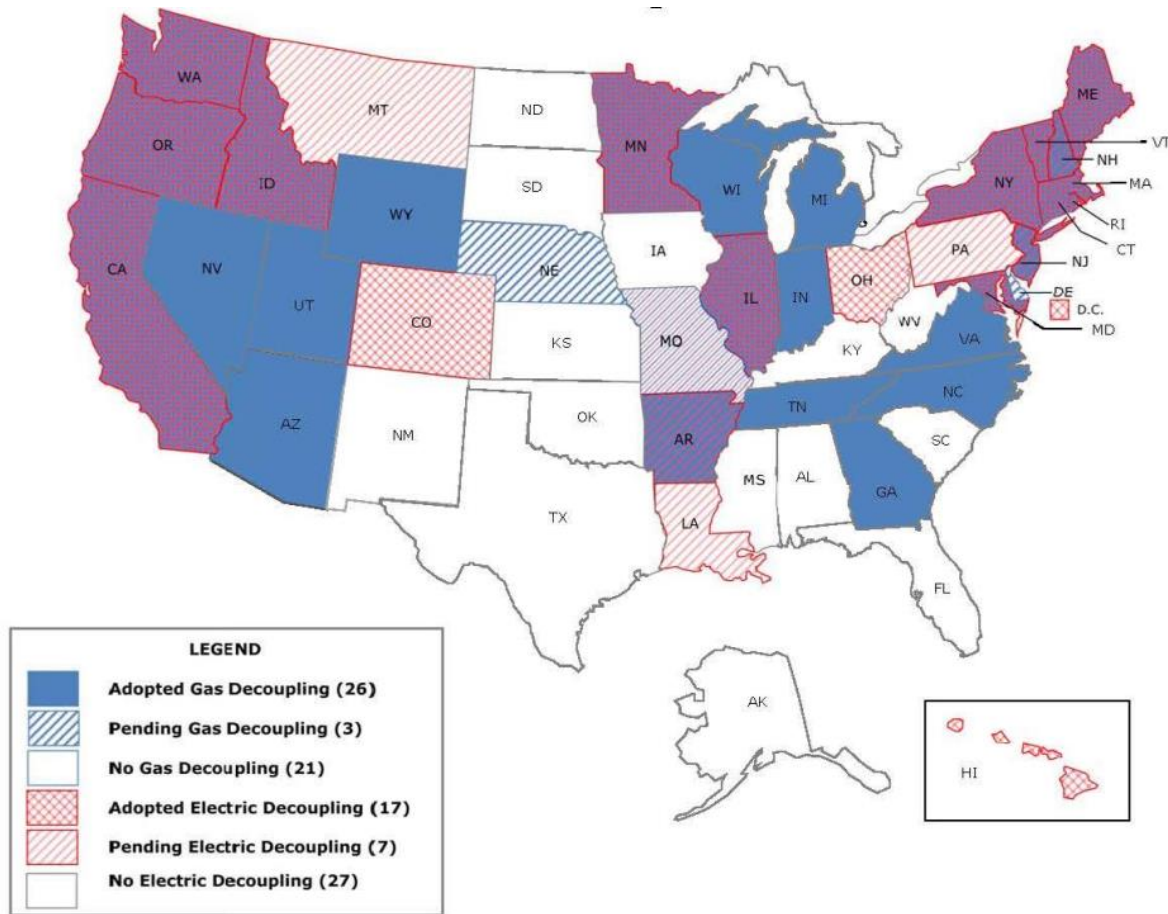 WA
MT
ND
MN
ME
VT
NH
OR
ID
SD
WI
MI
NY
MA
RI
CT
WY
IA
PA
NJ
NE
OH
DE
D.C.
MD
CA
NV
UT
CO
IL
IN
WV
VA
KS
MO
KY
AZ
NM
OK
AR
TN
NC
SC
MS
AL
GA
TX
LA
FL
AK
HI
LEGEND
Adopted Gas Decoupling (26)
Pending Gas Decoupling (3)
No Gas Decoupling (21)
Adopted Electric Decoupling (17)
Pending Electric Decoupling (7)
No Electric Decoupling (27)